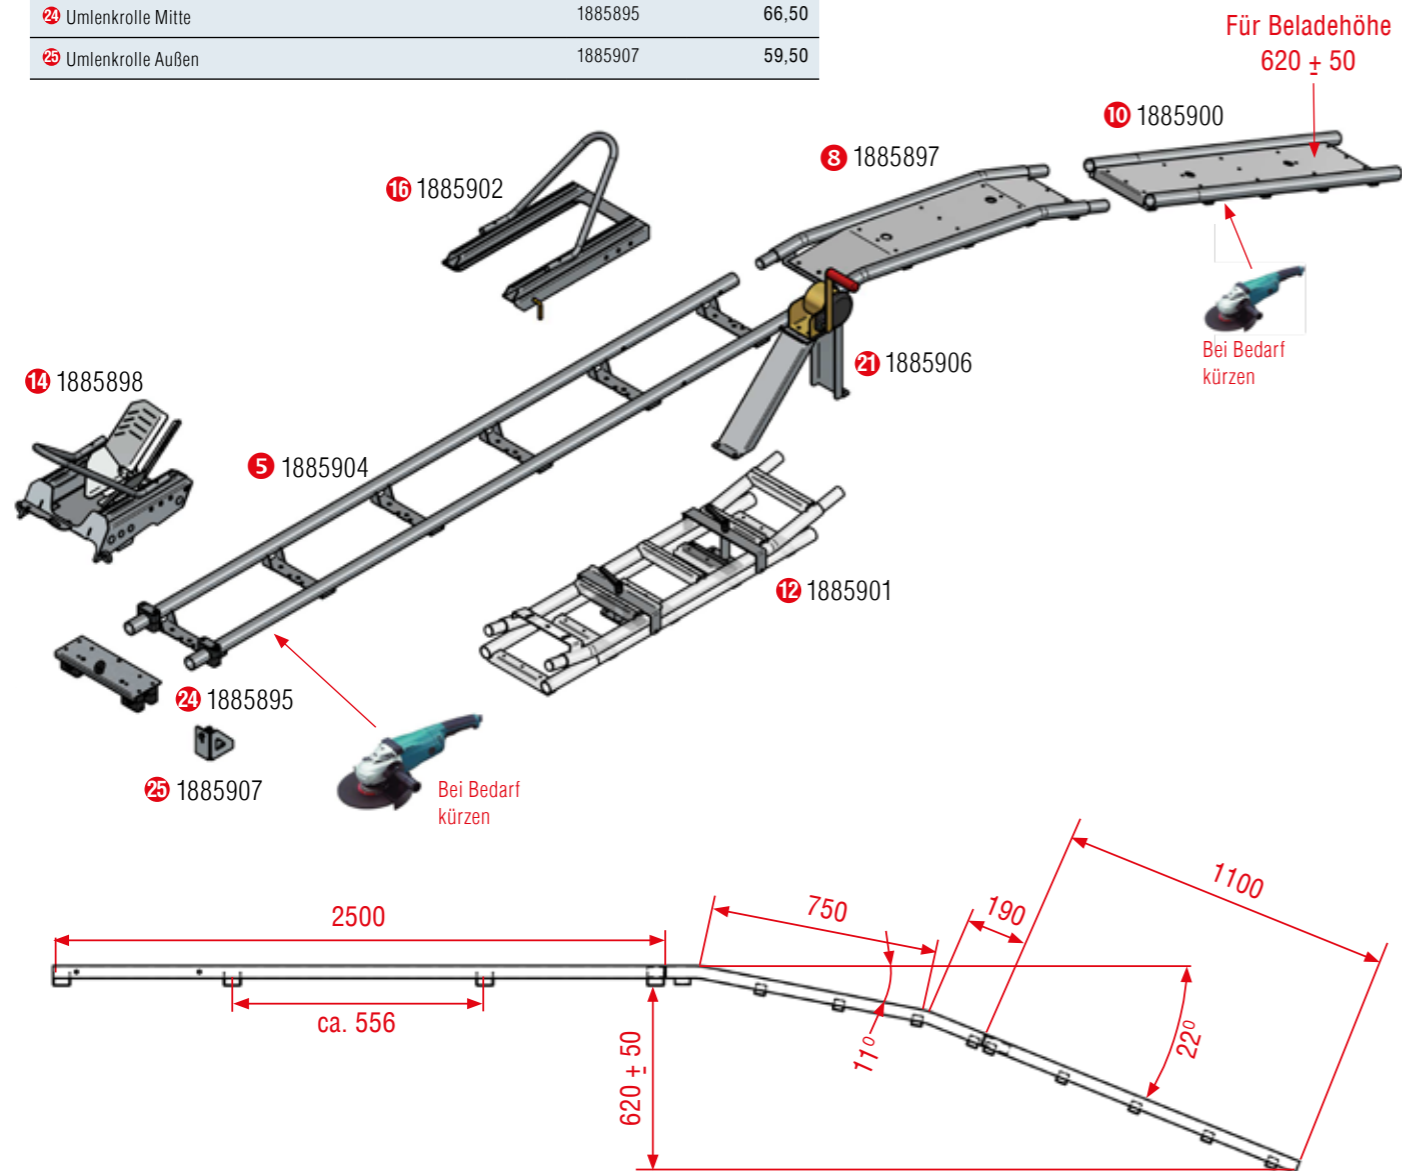 24 Umlenkrolle Mitte 1885895 66,50
25 Umlenkrolle Außen 1885907 59,50
Für Beladehöhe
620 ± 50
10 1885900
8 1885897
16 1885902
Bei Bedarf
kürzen
21 1885906
14 1885898
5 1885904
12 1885901
24 1885895
25 1885907
Bei Bedarf
kürzen
2500
750
190
1100
ca. 556
620 ± 50
11⁰
22⁰